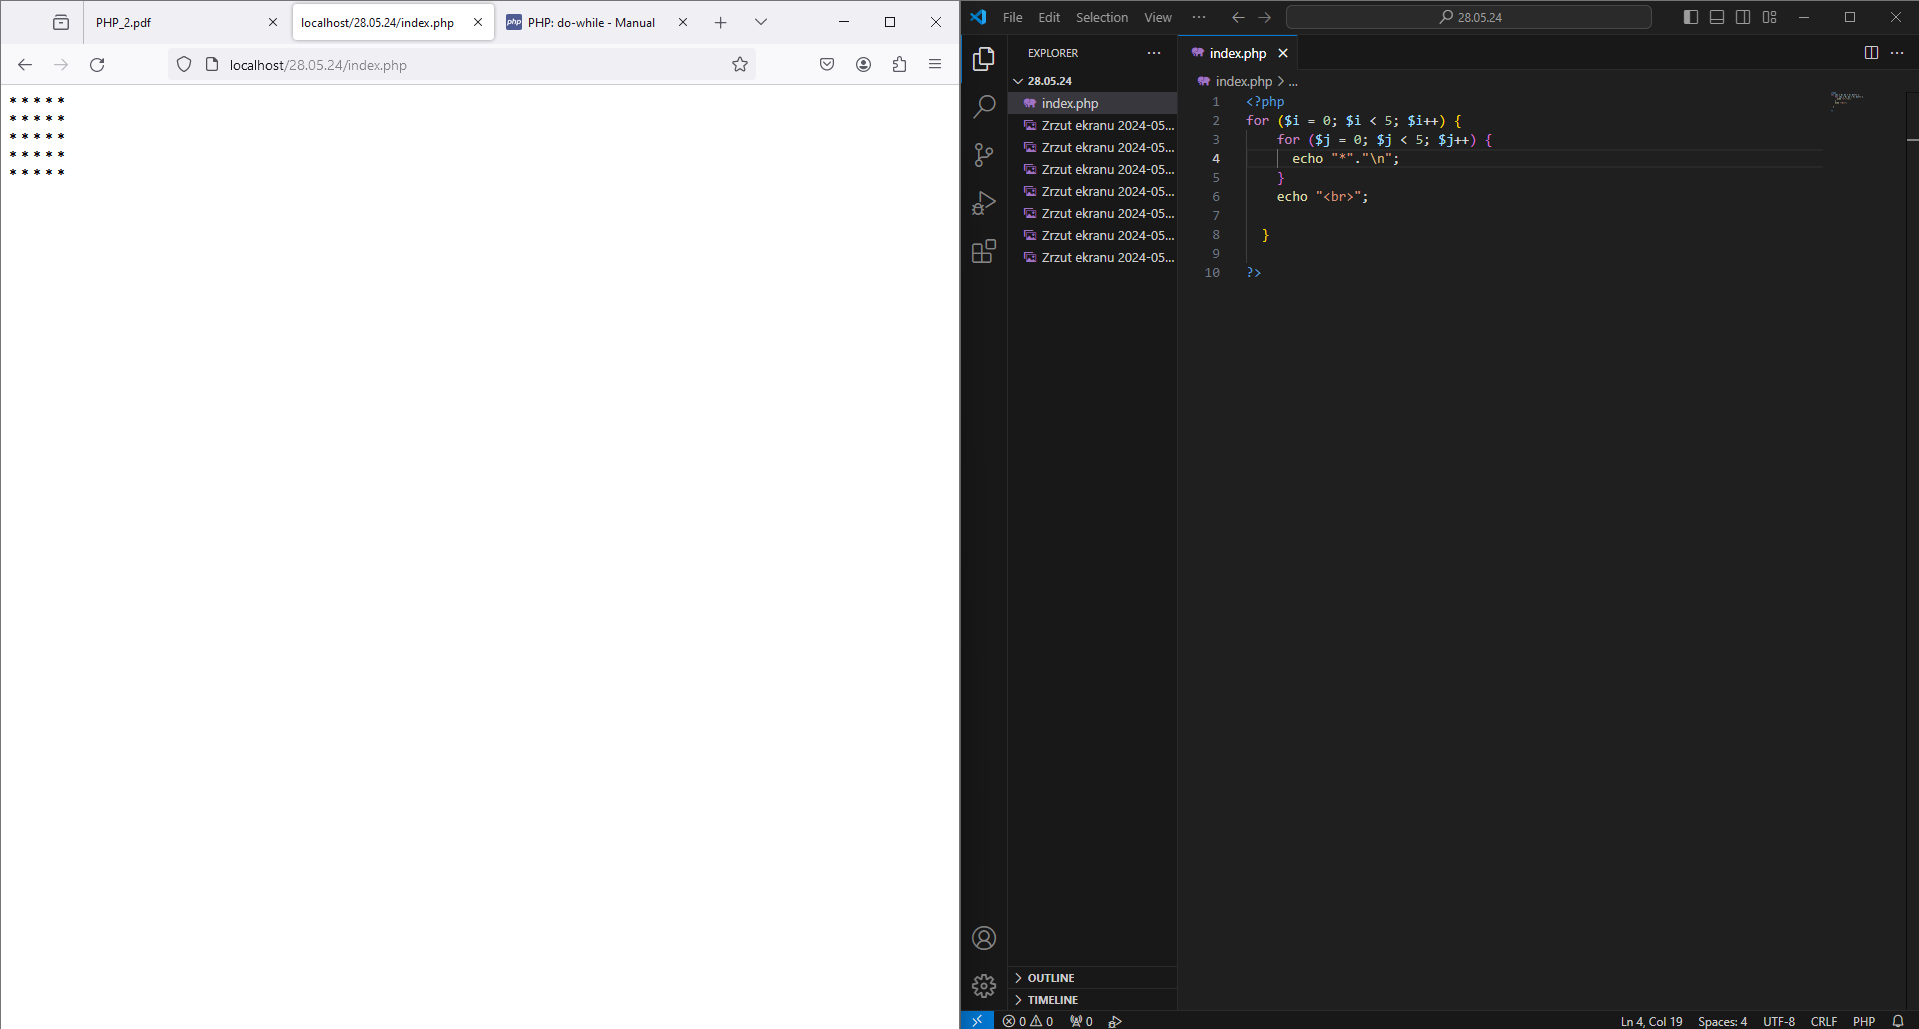 PHP_2.pdf
localhost/28.05.24/index.php
php PHP: do-while - Manual
localhost/28.05.24/index.php
* * * * *
* * * * *
* * * * *
* * * * *
* * * * *
File Edit Selection View ...
28.05.24
EXPLORER ...
28.05.24
index.php
Zrzut ekranu 2024-05...
Zrzut ekranu 2024-05...
Zrzut ekranu 2024-05...
Zrzut ekranu 2024-05...
Zrzut ekranu 2024-05...
Zrzut ekranu 2024-05...
Zrzut ekranu 2024-05...
OUTLINE
TIMELINE
index.php
index.php > ...
1 <?php
2 for ($i = 0; $i < 5; $i++) {
3     for ($j = 0; $j < 5; $j++) {
4       echo "*"."\n";
5     }
6     echo "<br>";
7
8   }
9
10 ?>
0 0 0 Ln 4, Col 19 Spaces: 4 UTF-8 CRLF PHP